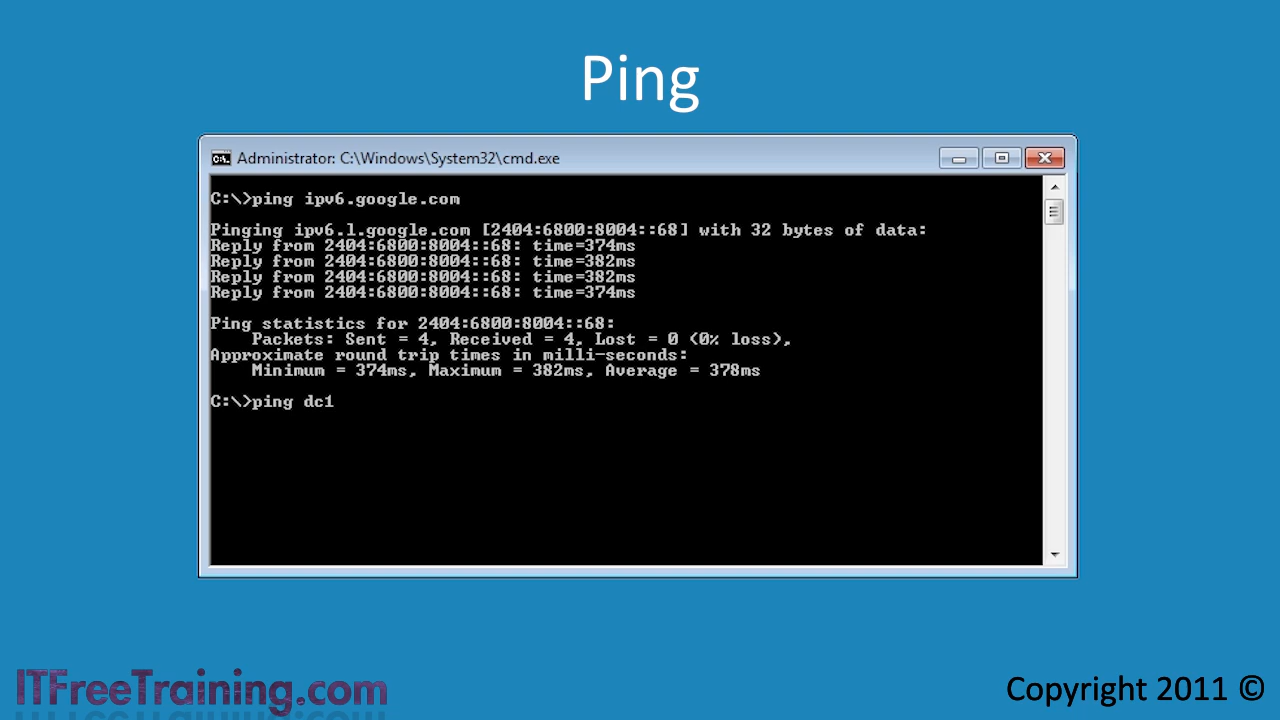 Ping
Administrator: C:\Windows\System32\cmd.exe
C:\>ping ipv6.google.com
Pinging ipv6.l.google.com [2404:6800:8004::68] with 32 bytes of data:
Reply from 2404:6800:8004::68: time=374ms
Reply from 2404:6800:8004::68: time=382ms
Reply from 2404:6800:8004::68: time=382ms
Reply from 2404:6800:8004::68: time=374ms
Ping statistics for 2404:6800:8004::68:
Packets: Sent = 4, Received = 4, Lost = 0 (0% loss),
Approximate round trip times in milli-seconds:
Minimum = 374ms, Maximum = 382ms, Average = 378ms
C:\>ping dc1
ITFreeTraining.com
Copyright 2011 ©